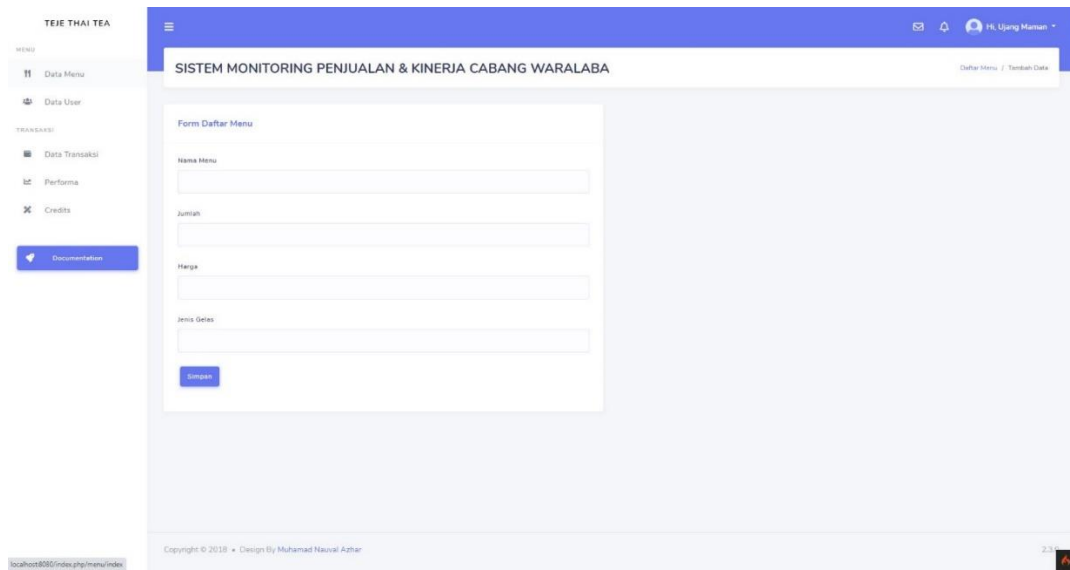 TEJE THAI TEA
Hi, Ujang Maman
MENU
Data Menu
Data User
TRANSAKSI
Data Transaksi
Performa
Credits
Documentation
SISTEM MONITORING PENJUALAN & KINERJA CABANG WARALABA
Daftar Menu / Tambah Data
Form Daftar Menu
Nama Menu
Jumlah
Harga
Jenis Gelas
Simpan
Copyright © 2018 • Design By Muhamad Nauval Azhar
localhost:8080/index.php/menu/index